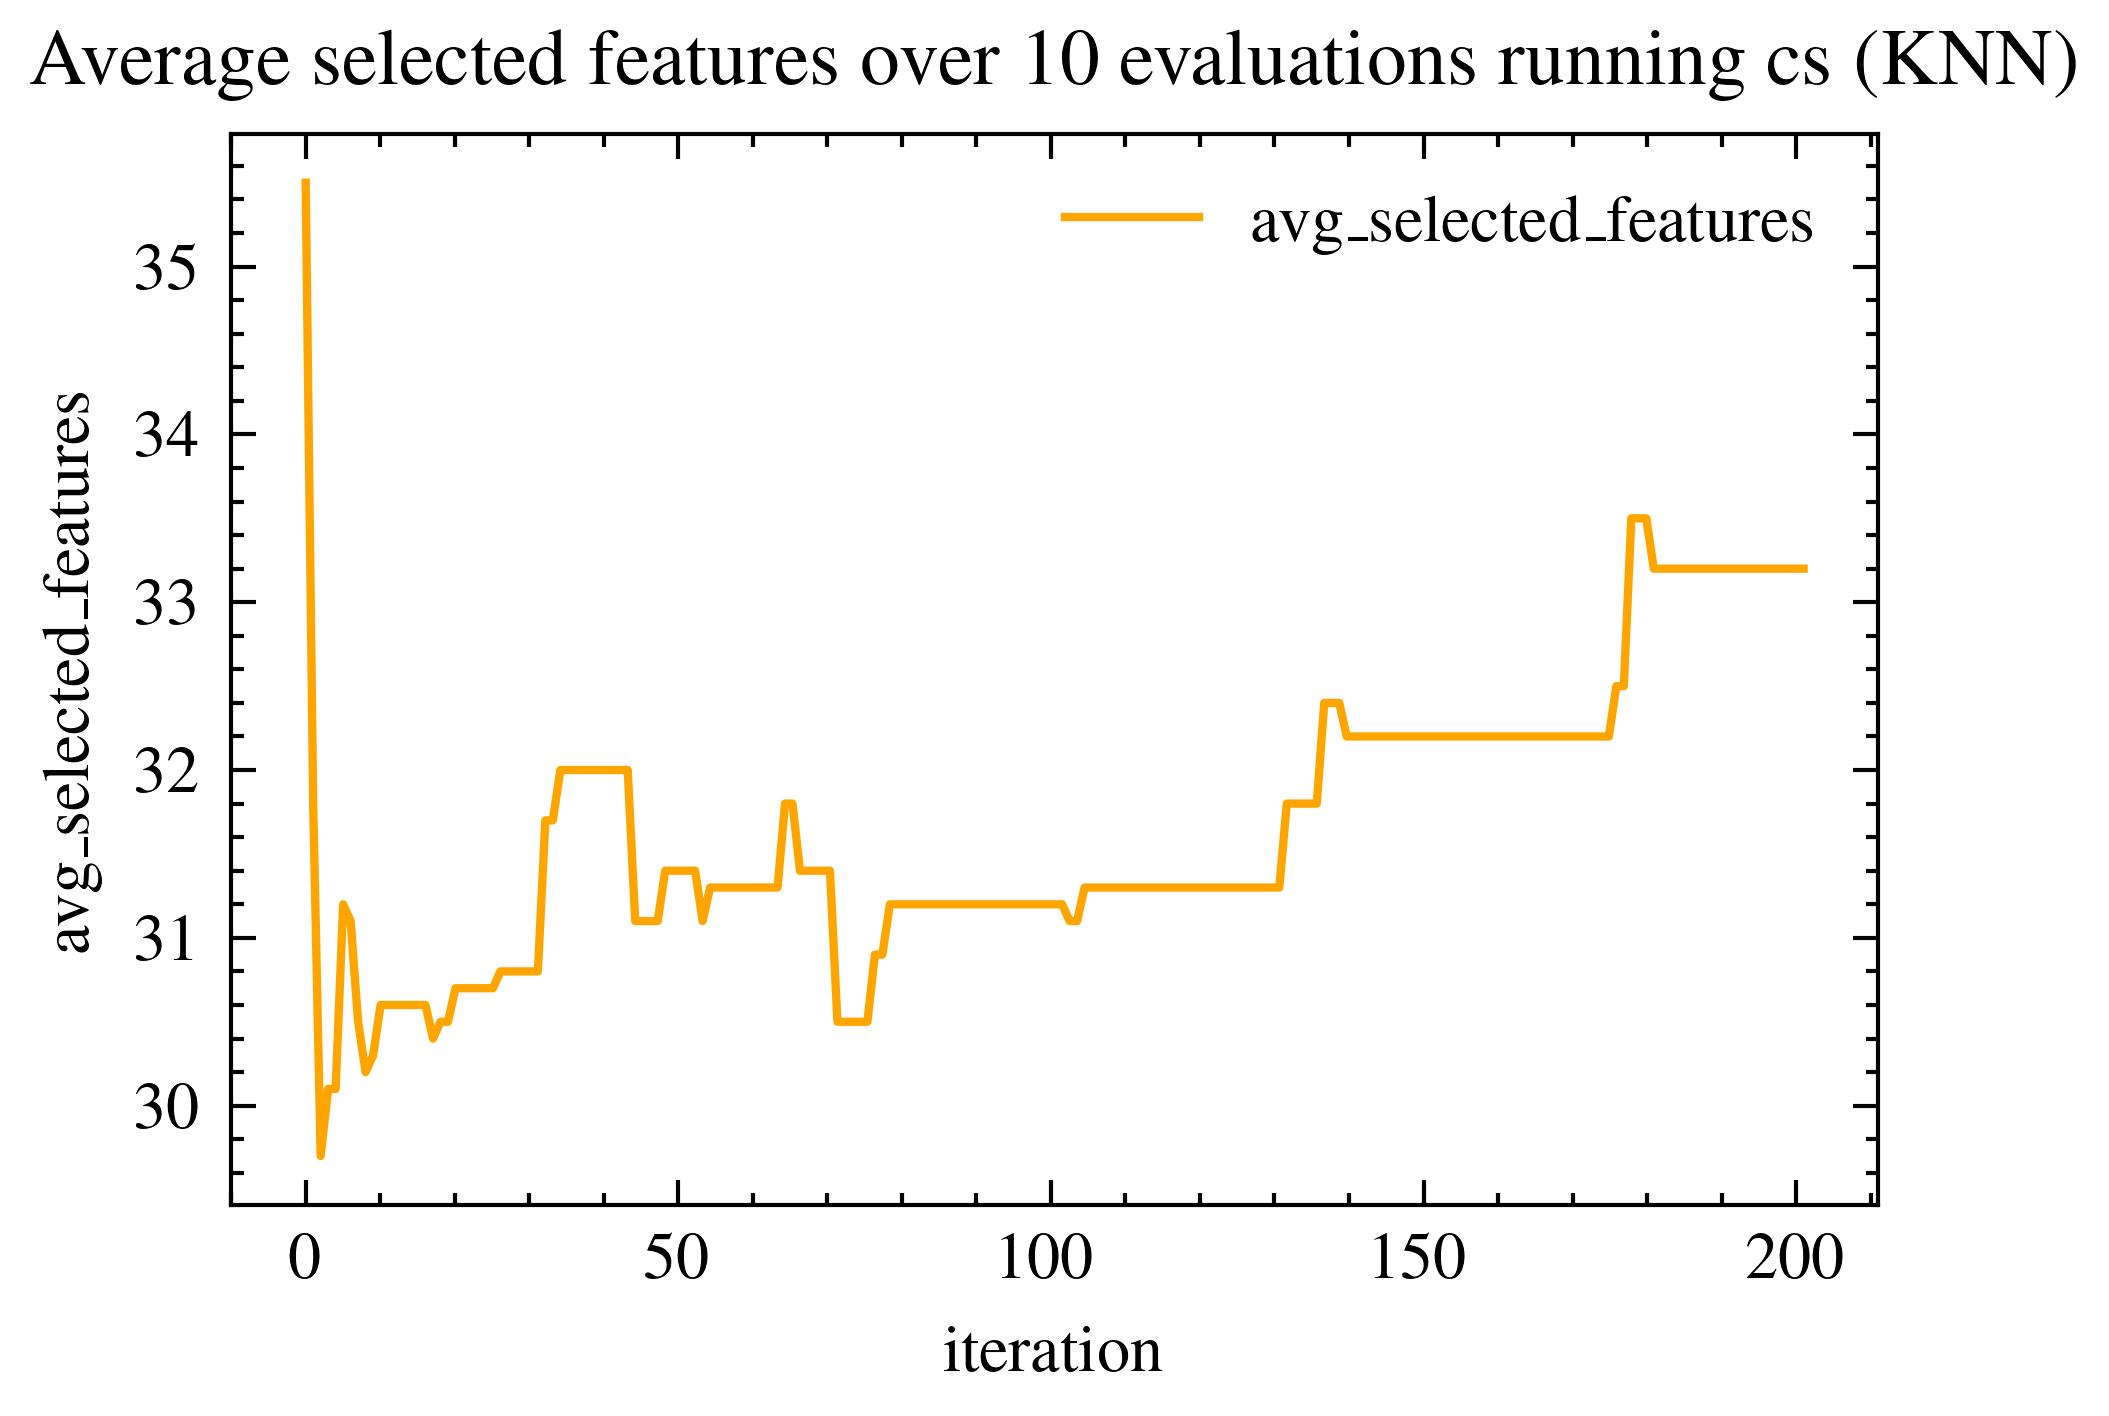 Average selected features over 10 evaluations running cs (KNN)
avg_selected_features
avg_selected_features
35
34
33
32
31
30
0 50 100 150 200
iteration